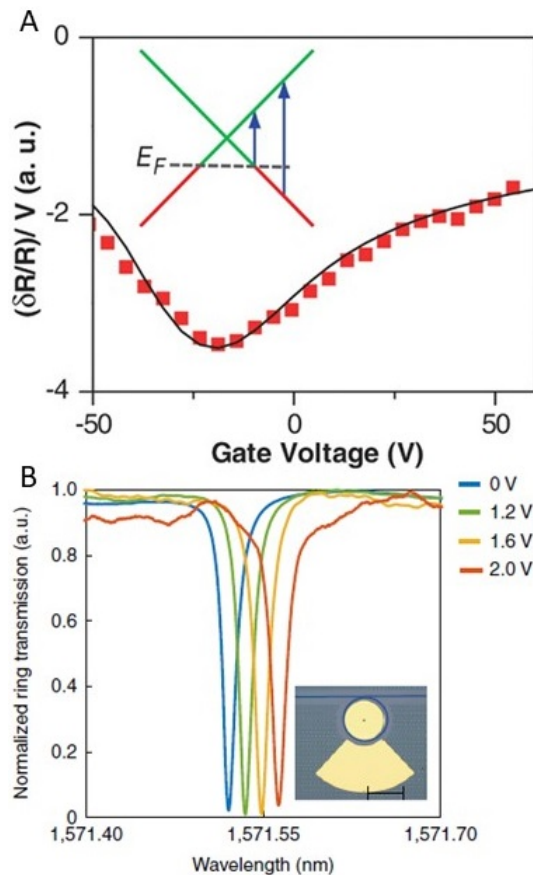 A
0
-2
-4
(δR/R)/ V (a. u.)
E_F
-50
0
50
Gate Voltage (V)
B
1.0
0.8
0.6
0.4
0.2
0
Normalized ring transmission (a.u.)
0 V
1.2 V
1.6 V
2.0 V
1,571.40
1,571.55
1,571.70
Wavelength (nm)